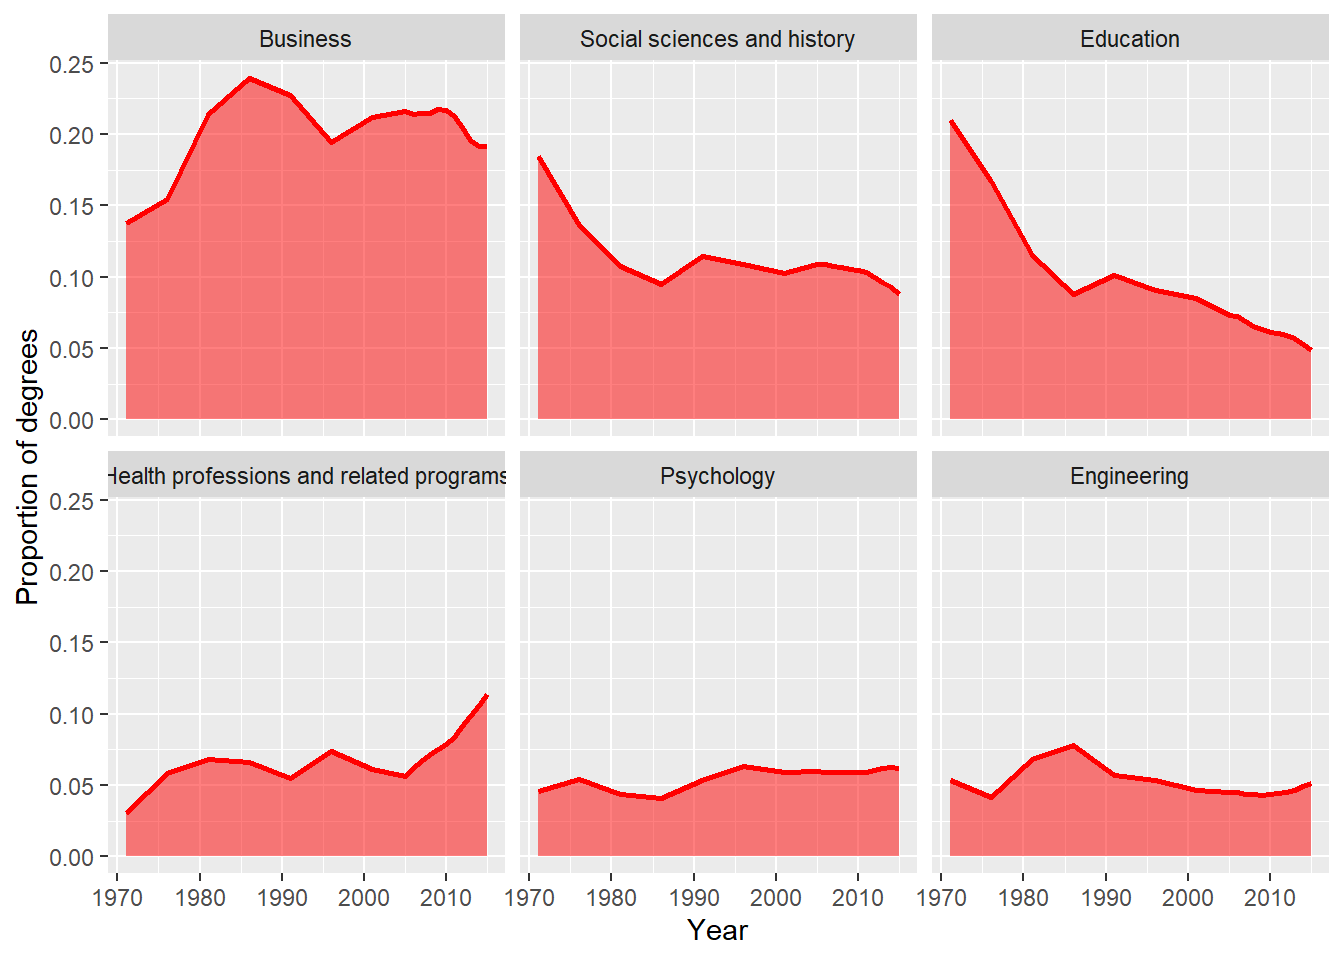 Business
Social sciences and history
Education
0.25
0.20
0.15
0.10
0.05
0.00
Health professions and related programs
Psychology
Engineering
0.25
0.20
0.15
0.10
0.05
0.00
1970 1980 1990 2000 2010
1970 1980 1990 2000 2010
1970 1980 1990 2000 2010
Year
Proportion of degrees